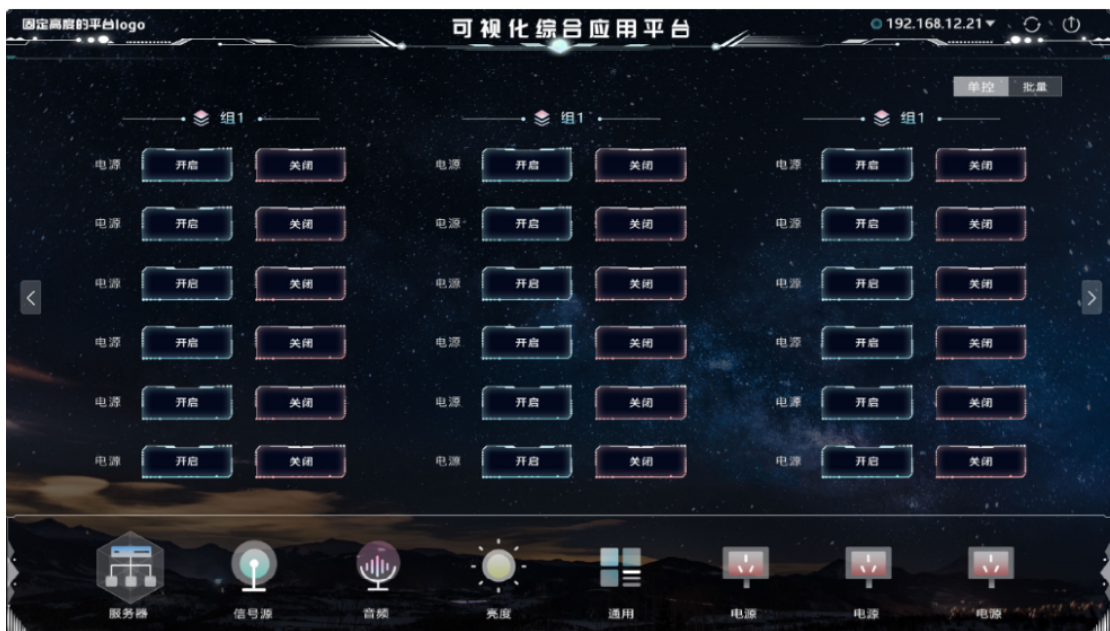 固定高度的平台logo
可视化综合应用平台
192.168.12.21
单控 批量
组1 组1 组1
电源 开启 关闭 电源 开启 关闭 电源 开启 关闭
电源 开启 关闭 电源 开启 关闭 电源 开启 关闭
电源 开启 关闭 电源 开启 关闭 电源 开启 关闭
电源 开启 关闭 电源 开启 关闭 电源 开启 关闭
电源 开启 关闭 电源 开启 关闭 电源 开启 关闭
电源 开启 关闭 电源 开启 关闭 电源 开启 关闭
服务器 信号源 音频 亮度 通用 电源 电源 电源